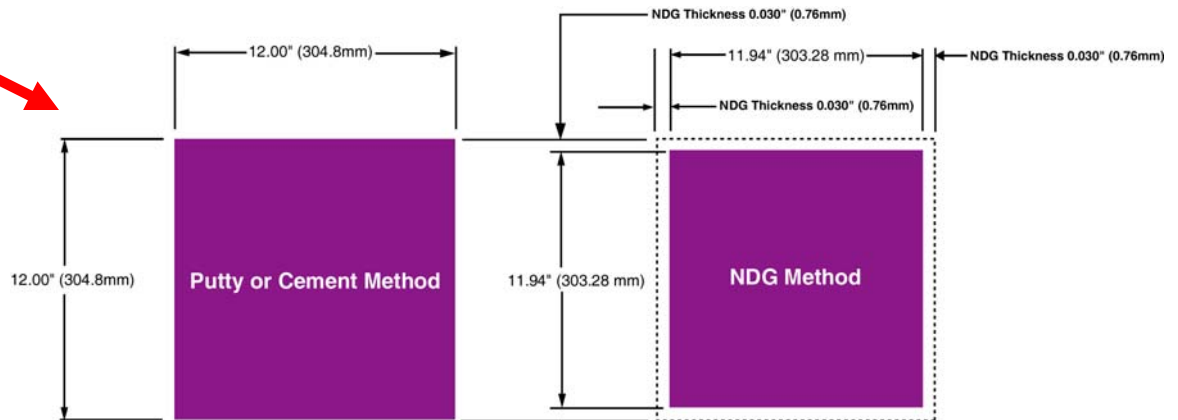 NDG Thickness 0.030" (0.76mm)
12.00" (304.8mm)
11.94" (303.28 mm)
NDG Thickness 0.030" (0.76mm)
NDG Thickness 0.030" (0.76mm)
12.00" (304.8mm)
Putty or Cement Method
11.94" (303.28 mm)
NDG Method